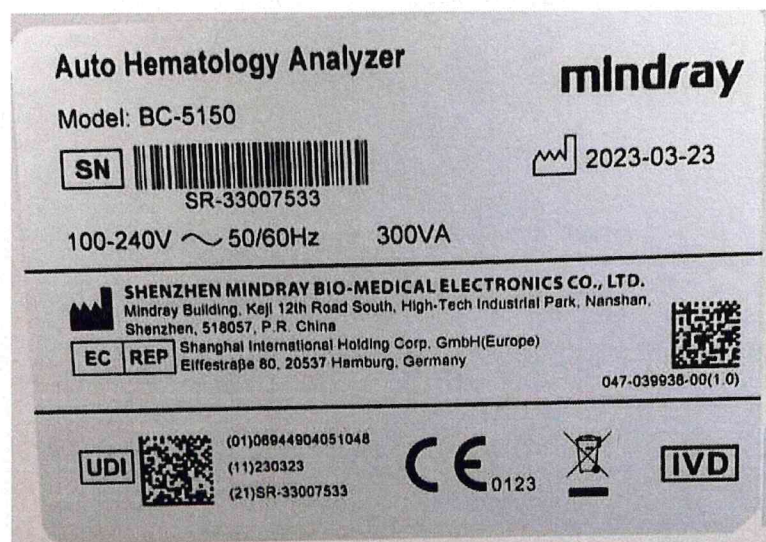 Auto Hematology Analyzer
mindray
Model: BC-5150
SN
SR-33007533
2023-03-23
100-240V ~ 50/60Hz 300VA
SHENZHEN MINDRAY BIO-MEDICAL ELECTRONICS CO., LTD.
Mindray Building, Keji 12th Road South, High-Tech Industrial Park, Nanshan,
Shenzhen, 518057, P.R. China
EC REP
Shanghai International Holding Corp. GmbH(Europe)
Eiffestraße 80, 20537 Hamburg, Germany
047-039936-00(1.0)
UDI
(01)06944904051048
(11)230323
(21)SR-33007533
CE 0123
IVD